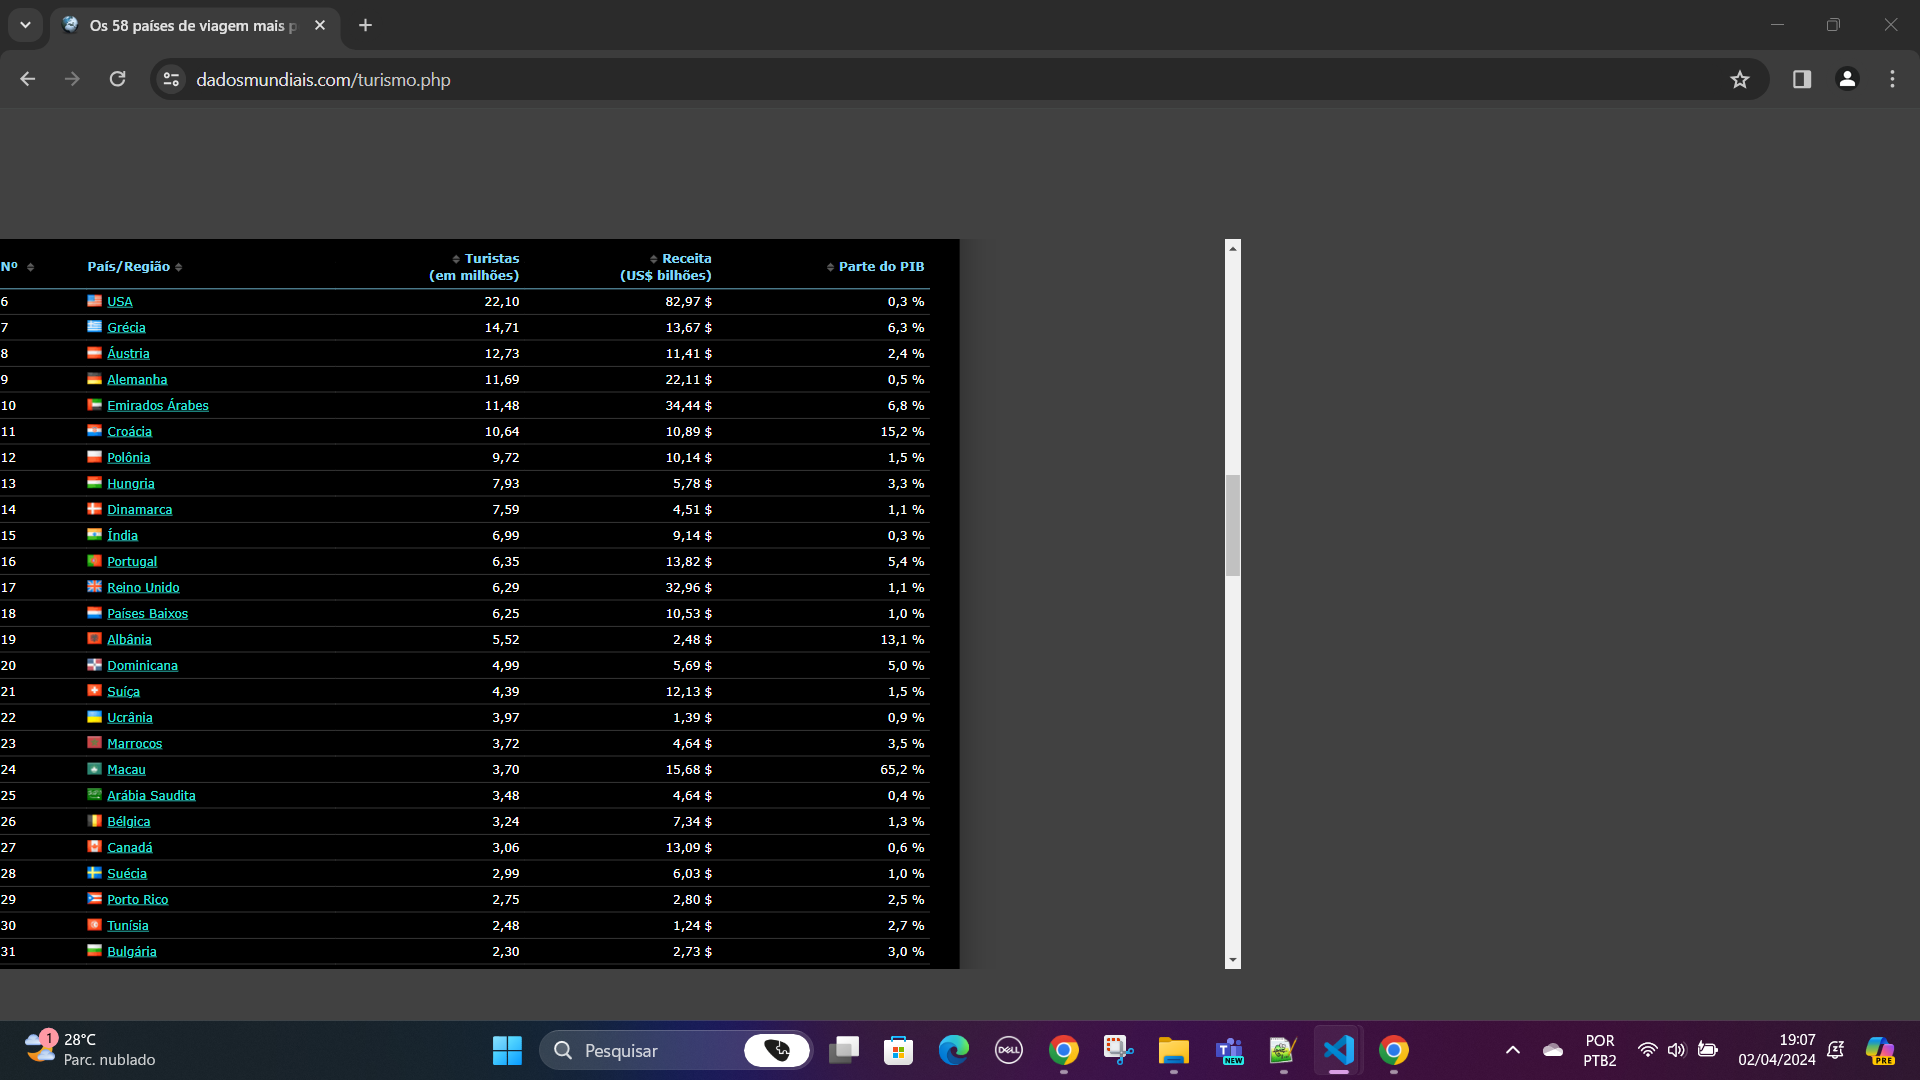 Os 58 países de viagem mais p
dadosmundiais.com/turismo.php
Nº País/Região Turistas (em milhões) Receita (US$ bilhões) Parte do PIB
6 USA 22,10 82,97 $ 0,3 %
7 Grécia 14,71 13,67 $ 6,3 %
8 Áustria 12,73 11,41 $ 2,4 %
9 Alemanha 11,69 22,11 $ 0,5 %
10 Emirados Árabes 11,48 34,44 $ 6,8 %
11 Croácia 10,64 10,89 $ 15,2 %
12 Polônia 9,72 10,14 $ 1,5 %
13 Hungria 7,93 5,78 $ 3,3 %
14 Dinamarca 7,59 4,51 $ 1,1 %
15 Índia 6,99 9,14 $ 0,3 %
16 Portugal 6,35 13,82 $ 5,4 %
17 Reino Unido 6,29 32,96 $ 1,1 %
18 Países Baixos 6,25 10,53 $ 1,0 %
19 Albânia 5,52 2,48 $ 13,1 %
20 Dominicana 4,99 5,69 $ 5,0 %
21 Suíça 4,39 12,13 $ 1,5 %
22 Ucrânia 3,97 1,39 $ 0,9 %
23 Marrocos 3,72 4,64 $ 3,5 %
24 Macau 3,70 15,68 $ 65,2 %
25 Arábia Saudita 3,48 4,64 $ 0,4 %
26 Bélgica 3,24 7,34 $ 1,3 %
27 Canadá 3,06 13,09 $ 0,6 %
28 Suécia 2,99 6,03 $ 1,0 %
29 Porto Rico 2,75 2,80 $ 2,5 %
30 Tunísia 2,48 1,24 $ 2,7 %
31 Bulgária 2,30 2,73 $ 3,0 %
1 28°C
Parc. nublado
Pesquisar
DELL
NEW
POR
PTB2
19:07
02/04/2024
PRE